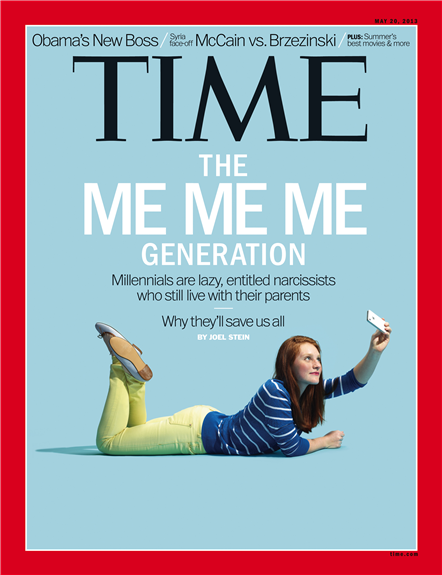 MAY 20, 2013
Obama's New Boss / Syria face-off McCain vs. Brzezinski / PLUS: Summer's best movies & more
TIME
THE
ME ME ME
GENERATION
Millennials are lazy, entitled narcissists
who still live with their parents
Why they'll save us all
BY JOEL STEIN
time.com